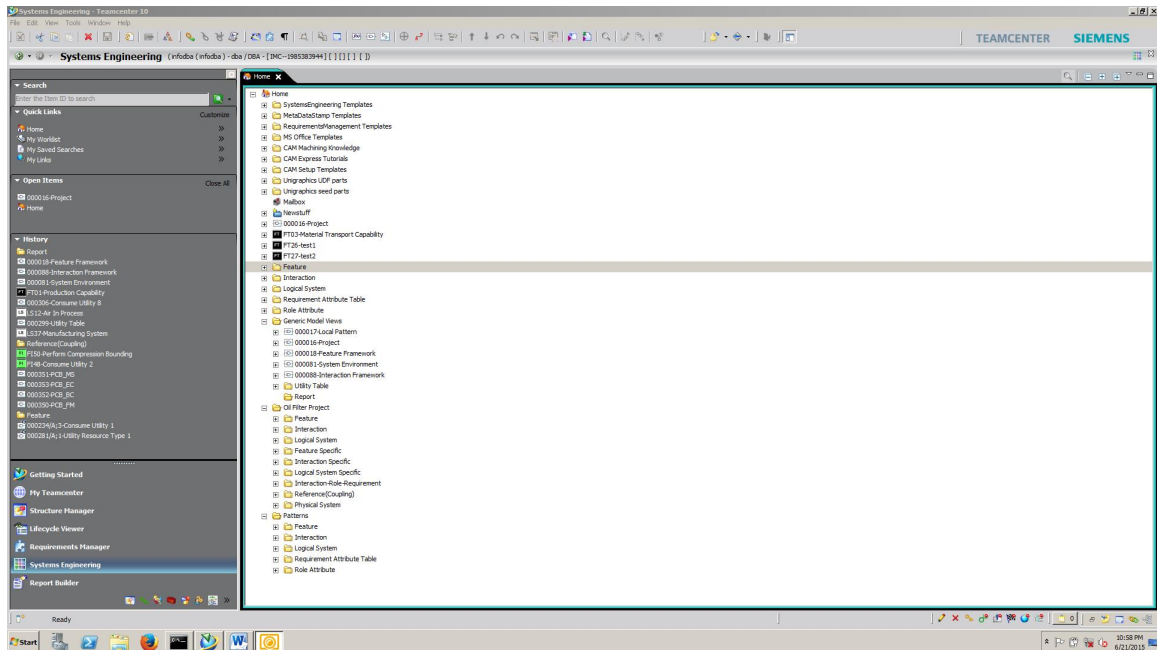 Systems Engineering - Teamcenter 10
File Edit View Tools Window Help
TEAMCENTER SIEMENS
Systems Engineering (infodba (infodba) - dba / DBA - [IMC--1985383944] [ ] [ ] [ ] [ ])
Search
Enter the Item ID to search
Quick Links Customize
Home
My Worklist
My Saved Searches
My Links
Open Items Close All
000016-Project
Home
History
Report
000018-Feature Framework
000088-Interaction Framework
000081-System Environment
FT01-Production Capability
000306-Consume Utility 8
LS12-Air In Process
000299-Utility Table
LS37-Manufacturing System
Reference(Coupling)
FI50-Perform Compression Bounding
FI48-Consume Utility 2
000351-PCB_MS
000353-PCB_EC
000352-PCB_BC
000350-PCB_FM
Feature
000234/A;3-Consume Utility 1
000281/A;1-Utility Resource Type 1
Getting Started
My Teamcenter
Structure Manager
Lifecycle Viewer
Requirements Manager
Systems Engineering
Report Builder
Home
Home
SystemsEngineering Templates
MetaDataStamp Templates
RequirementsManagement Templates
MS Office Templates
CAM Machining Knowledge
CAM Express Tutorials
CAM Setup Templates
Unigraphics UDF parts
Unigraphics seed parts
Mailbox
Newstuff
000016-Project
FT03-Material Transport Capability
FT26-test1
FT27-test2
Feature
Interaction
Logical System
Requirement Attribute Table
Role Attribute
Generic Model Views
000017-Local Pattern
000016-Project
000018-Feature Framework
000081-System Environment
000088-Interaction Framework
Utility Table
Report
Oil Filter Project
Feature
Interaction
Logical System
Feature Specific
Interaction Specific
Logical System Specific
Interaction-Role-Requirement
Reference(Coupling)
Physical System
Patterns
Feature
Interaction
Logical System
Requirement Attribute Table
Role Attribute
Ready
0
Start
10:58 PM
6/21/2015